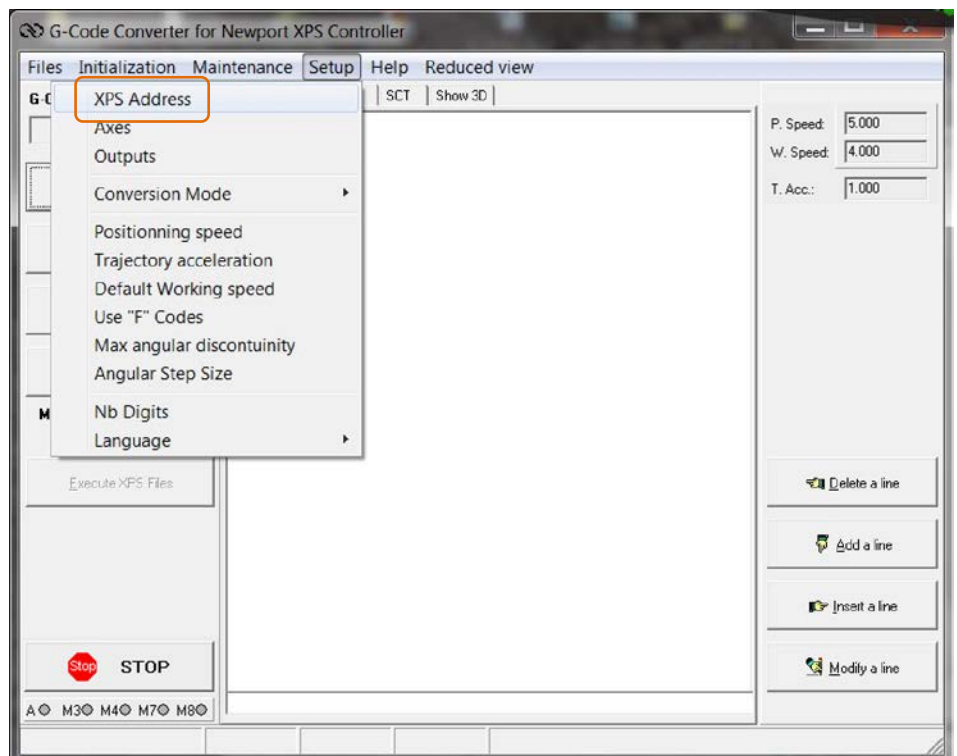 G-Code Converter for Newport XPS Controller
Files Initialization Maintenance Setup Help Reduced view
XPS Address
SCT Show 3D
Axes
Outputs
Conversion Mode
Positionning speed
Trajectory acceleration
Default Working speed
Use "F" Codes
Max angular discontuinity
Angular Step Size
Nb Digits
Language
P. Speed: 5.000
W. Speed: 4.000
T. Acc.: 1.000
Execute XPS Files
Delete a line
Add a line
Insert a line
Modify a line
Stop STOP
A M3 M4 M7 M8